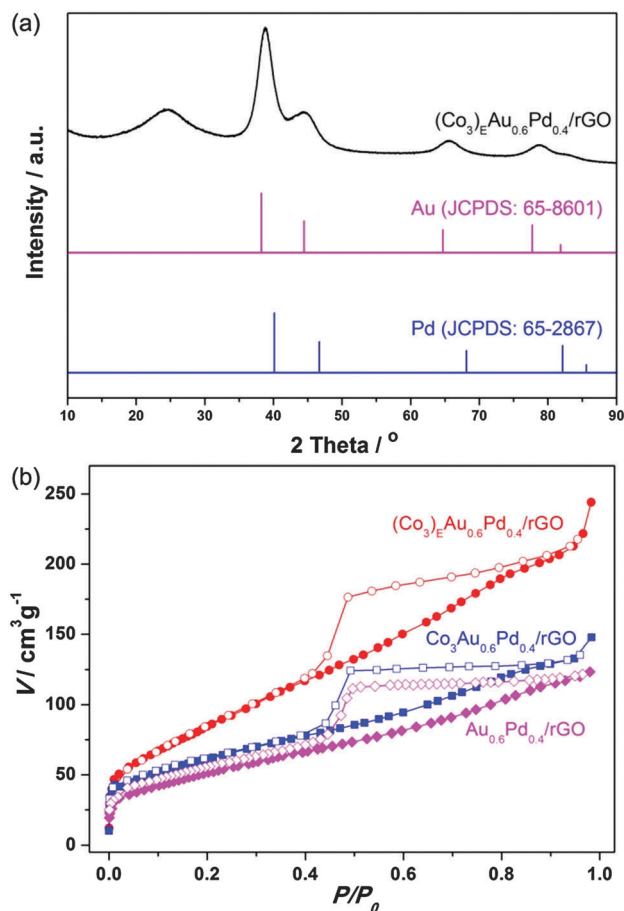 (a)
Intensity / a.u.
(Co₃)ₑAu₀.₆Pd₀.₄/rGO
Au (JCPDS: 65-8601)
Pd (JCPDS: 65-2867)
10 20 30 40 50 60 70 80 90
2 Theta / °
(b)
V / cm³g⁻¹
250
200
150
100
50
0
(Co₃)ₑAu₀.₆Pd₀.₄/rGO
Co₃Au₀.₆Pd₀.₄/rGO
Au₀.₆Pd₀.₄/rGO
0.0 0.2 0.4 0.6 0.8 1.0
P/P₀